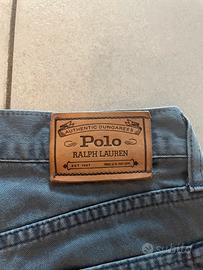 AUTHENTIC DUNGAREES
Polo
RALPH LAUREN
EST. 1967
subito